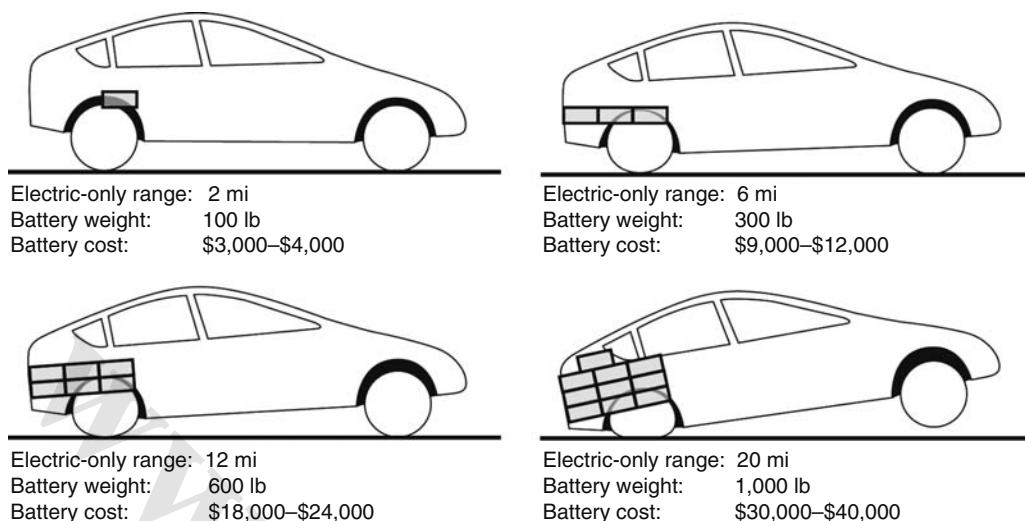 Electric-only range: 2 mi
Battery weight: 100 lb
Battery cost: $3,000–$4,000
Electric-only range: 6 mi
Battery weight: 300 lb
Battery cost: $9,000–$12,000
Electric-only range: 12 mi
Battery weight: 600 lb
Battery cost: $18,000–$24,000
Electric-only range: 20 mi
Battery weight: 1,000 lb
Battery cost: $30,000–$40,000